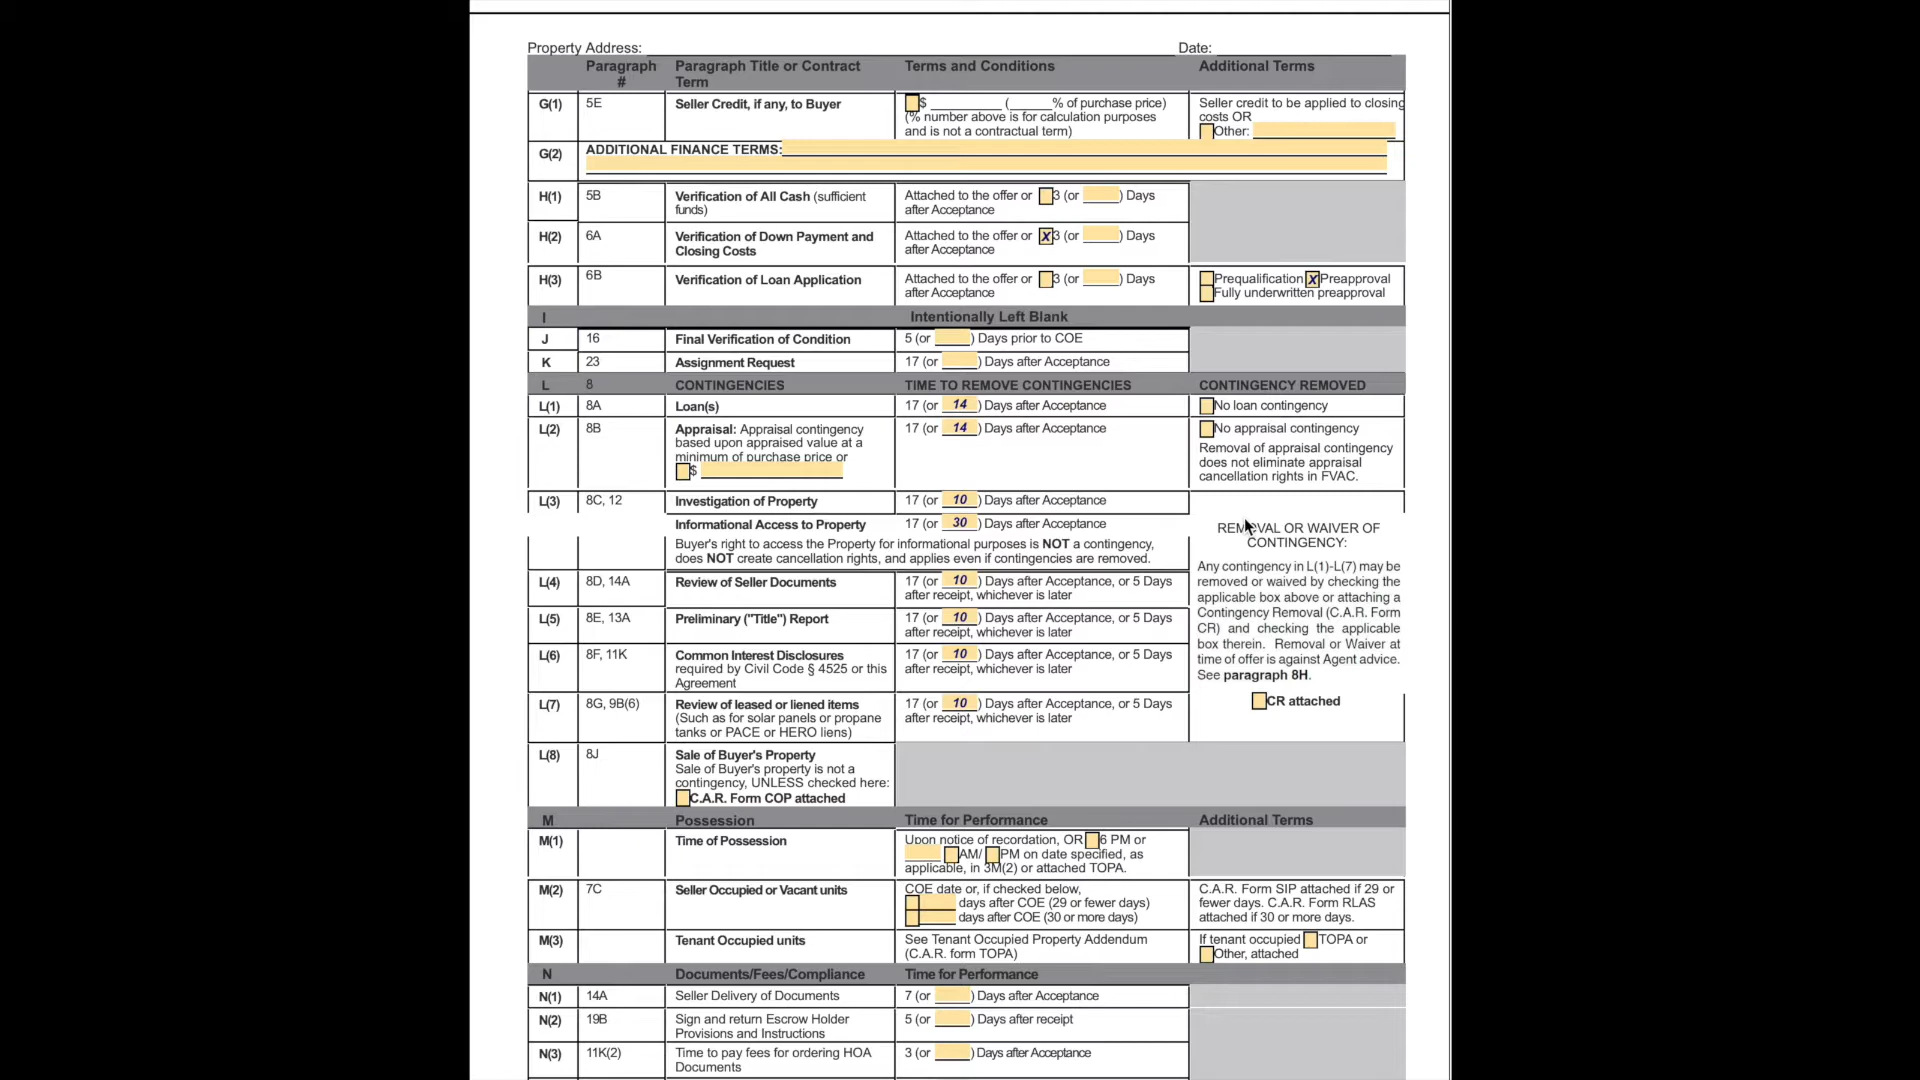 Property Address: Date:
Paragraph # Paragraph Title or Contract Term Terms and Conditions Additional Terms
G(1) 5E Seller Credit, if any, to Buyer $ (% of purchase price)
(% number above is for calculation purposes
and is not a contractual term)
Seller credit to be applied to closing
costs OR
Other:
G(2) ADDITIONAL FINANCE TERMS:
H(1) 5B Verification of All Cash (sufficient
funds)
Attached to the offer or 3 (or ) Days
after Acceptance
H(2) 6A Verification of Down Payment and
Closing Costs
Attached to the offer or X 3 (or ) Days
after Acceptance
H(3) 6B Verification of Loan Application
Attached to the offer or 3 (or ) Days
after Acceptance
Prequalification X Preapproval
Fully underwritten preapproval
I Intentionally Left Blank
J 16 Final Verification of Condition 5 (or ) Days prior to COE
K 23 Assignment Request 17 (or ) Days after Acceptance
L 8 CONTINGENCIES TIME TO REMOVE CONTINGENCIES CONTINGENCY REMOVED
L(1) 8A Loan(s) 17 (or 14 ) Days after Acceptance No loan contingency
L(2) 8B Appraisal: Appraisal contingency
based upon appraised value at a
minimum of purchase price or
$
17 (or 14 ) Days after Acceptance
No appraisal contingency
Removal of appraisal contingency
does not eliminate appraisal
cancellation rights in FVAC.
L(3) 8C, 12 Investigation of Property 17 (or 10 ) Days after Acceptance
Informational Access to Property 17 (or 30 ) Days after Acceptance
Buyer's right to access the Property for informational purposes is NOT a contingency,
does NOT create cancellation rights, and applies even if contingencies are removed.
REMOVAL OR WAIVER OF
CONTINGENCY:
Any contingency in L(1)-L(7) may be
removed or waived by checking the
applicable box above or attaching a
Contingency Removal (C.A.R. Form
CR) and checking the applicable
box therein. Removal or Waiver at
time of offer is against Agent advice.
See paragraph 8H.
CR attached
L(4) 8D, 14A Review of Seller Documents 17 (or 10 ) Days after Acceptance, or 5 Days
after receipt, whichever is later
L(5) 8E, 13A Preliminary ("Title") Report 17 (or 10 ) Days after Acceptance, or 5 Days
after receipt, whichever is later
L(6) 8F, 11K Common Interest Disclosures
required by Civil Code § 4525 or this
Agreement
17 (or 10 ) Days after Acceptance, or 5 Days
after receipt, whichever is later
L(7) 8G, 9B(6) Review of leased or liened items
(Such as for solar panels or propane
tanks or PACE or HERO liens)
17 (or 10 ) Days after Acceptance, or 5 Days
after receipt, whichever is later
L(8) 8J Sale of Buyer's Property
Sale of Buyer's property is not a
contingency, UNLESS checked here:
C.A.R. Form COP attached
M Possession Time for Performance Additional Terms
M(1) Time of Possession
Upon notice of recordation, OR 6 PM or
AM/ PM on date specified, as
applicable, in 3M(2) or attached TOPA.
M(2) 7C Seller Occupied or Vacant units
COE date or, if checked below,
days after COE (29 or fewer days)
days after COE (30 or more days)
C.A.R. Form SIP attached if 29 or
fewer days. C.A.R. Form RLAS
attached if 30 or more days.
M(3) Tenant Occupied units
See Tenant Occupied Property Addendum
(C.A.R. form TOPA)
If tenant occupied TOPA or
Other, attached
N Documents/Fees/Compliance Time for Performance
N(1) 14A Seller Delivery of Documents 7 (or ) Days after Acceptance
N(2) 19B Sign and return Escrow Holder
Provisions and Instructions
5 (or ) Days after receipt
N(3) 11K(2) Time to pay fees for ordering HOA
Documents
3 (or ) Days after Acceptance